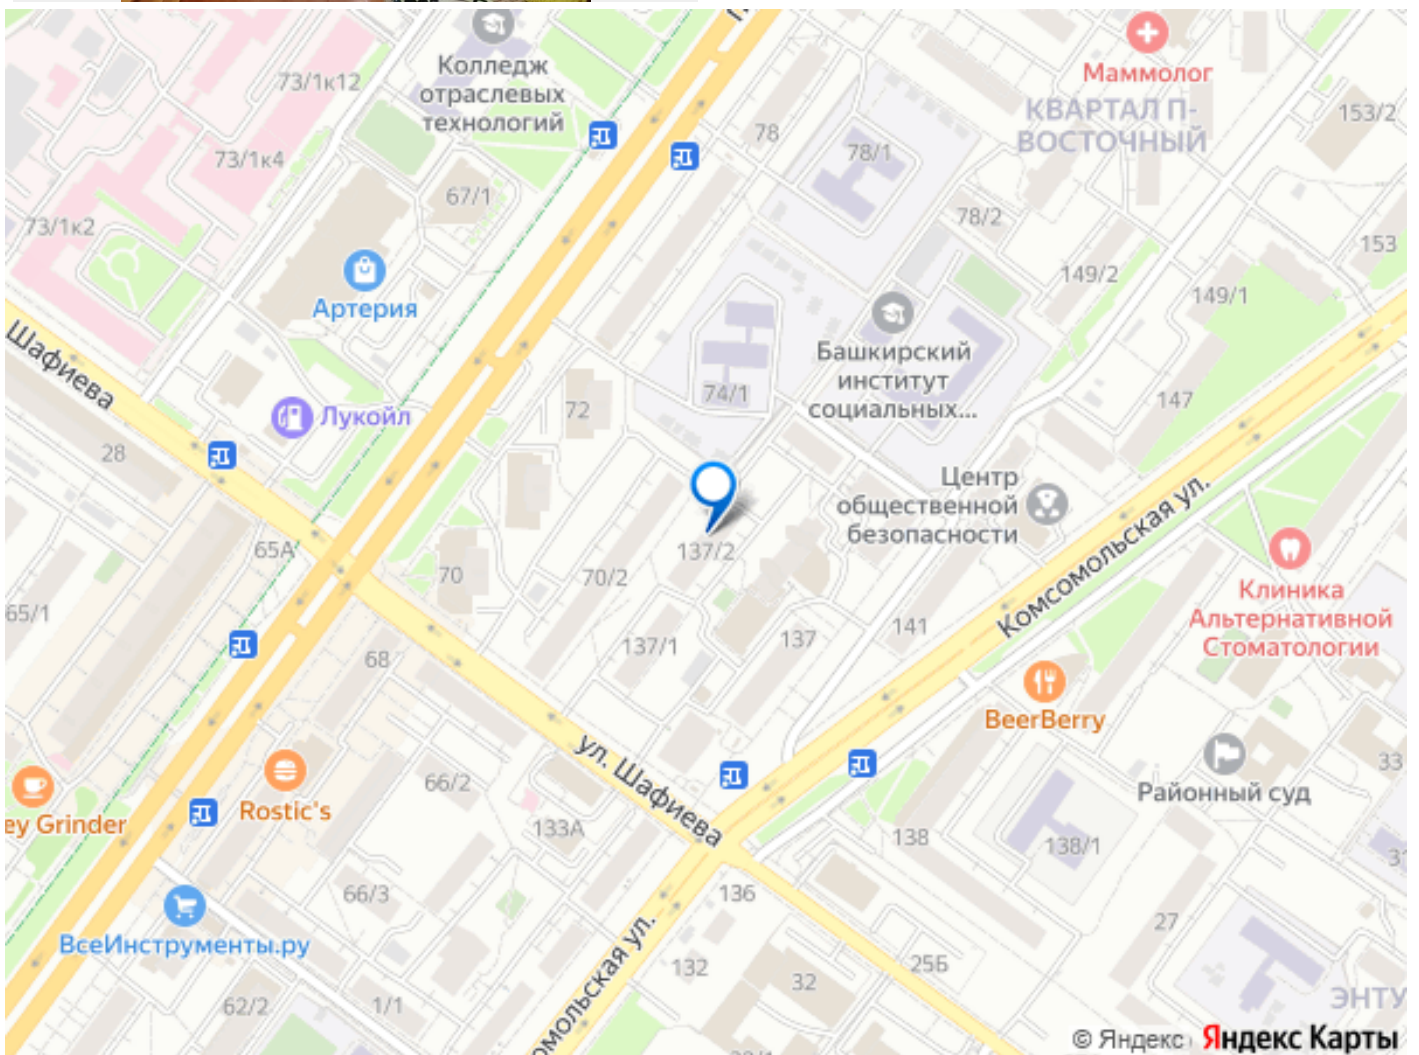 Колледж
отраслевых
технологий
73/1к12
73/1к4
73/1к2
67/1
78
78/1
Маммолог
КВАРТАЛ П-
ВОСТОЧНЫЙ
153/2
78/2
153
149/2
149/1
Артерия
Шафиева
Лукойл
72
74/1
Башкирский
институт
социальных...
147
28
Центр
общественной
безопасности
Комсомольская ул.
65А
137/2
70
70/2
65/1
Клиника
Альтернативной
Стоматологии
137/1
137
141
68
BeerBerry
ул. Шафиева
66/2
Районный суд
33
Rostic's
ey Grinder
133А
138
138/1
31
66/3
136
27
ВсеИнструменты.ру
омольская ул.
132
32
25Б
62/2
1/1
ЭНТУ
© Яндекс Яндекс Карты